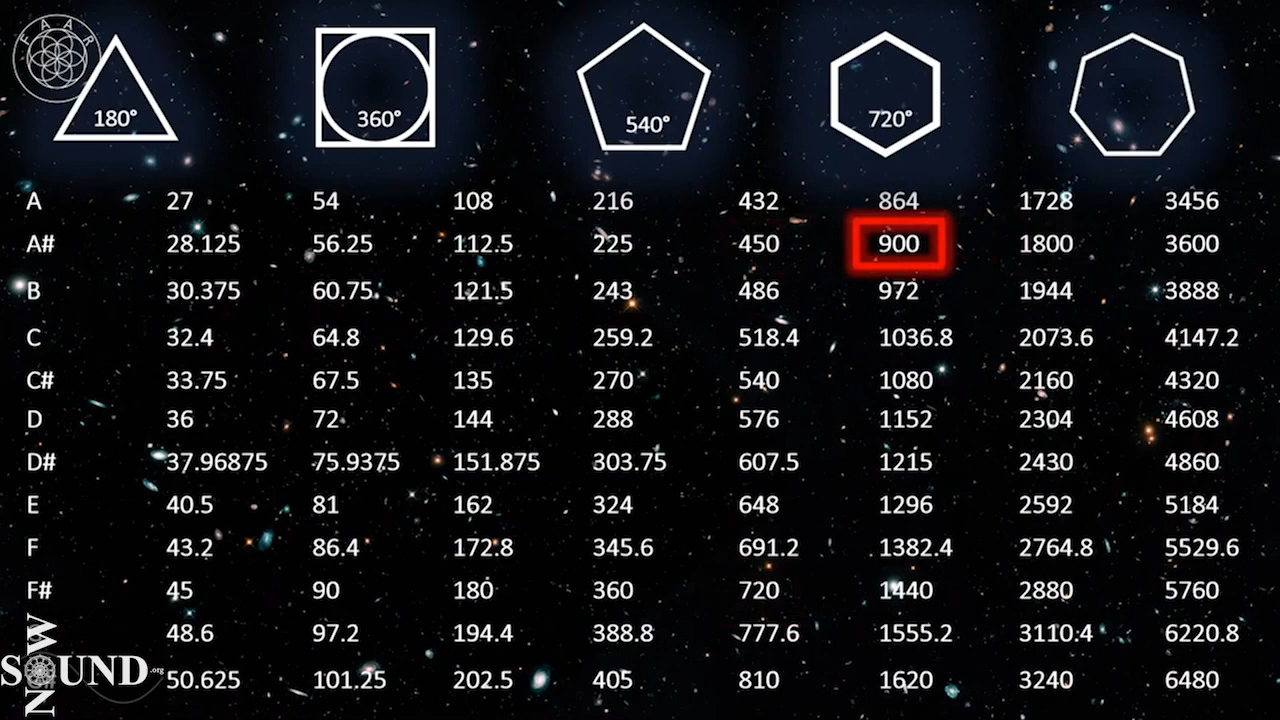 FAAR
180° 360° 540° 720°
A 27 54 108 216 432 864 1728 3456
A# 28.125 56.25 112.5 225 450 900 1800 3600
B 30.375 60.75 121.5 243 486 972 1944 3888
C 32.4 64.8 129.6 259.2 518.4 1036.8 2073.6 4147.2
C# 33.75 67.5 135 270 540 1080 2160 4320
D 36 72 144 288 576 1152 2304 4608
D# 37.96875 75.9375 151.875 303.75 607.5 1215 2430 4860
E 40.5 81 162 324 648 1296 2592 5184
F 43.2 86.4 172.8 345.6 691.2 1382.4 2764.8 5529.6
F# 45 90 180 360 720 1440 2880 5760
48.6 97.2 194.4 388.8 777.6 1555.2 3110.4 6220.8
50.625 101.25 202.5 405 810 1620 3240 6480
NOW
SOUND.org